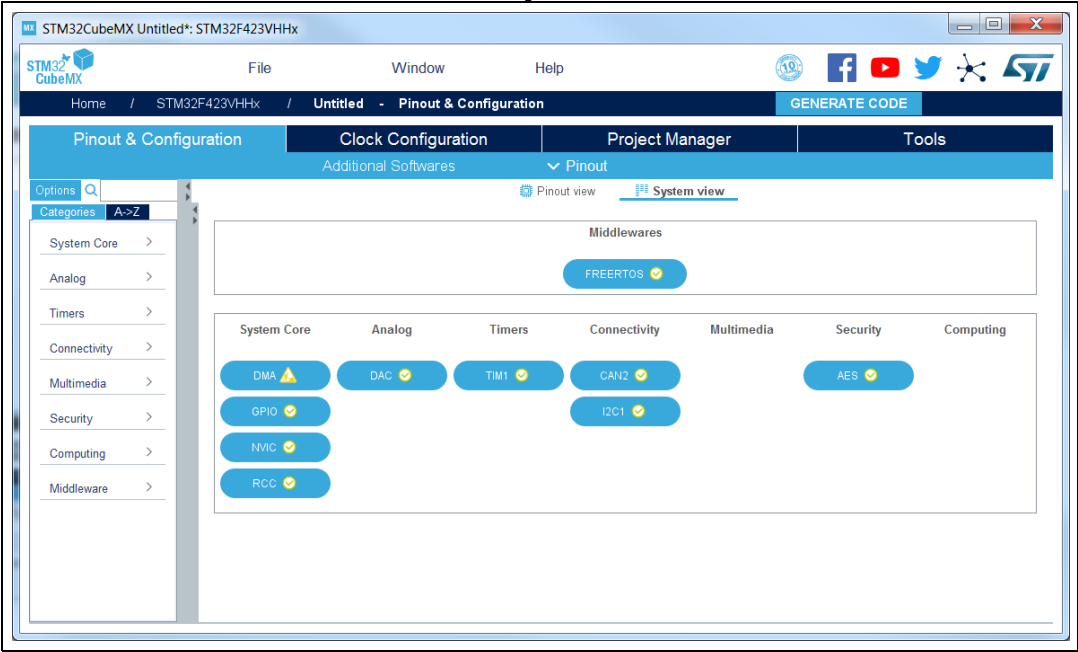 MX STM32CubeMX Untitled*: STM32F423VHHx
STM32
CubeMX
File Window Help
10
Home / STM32F423VHHx / Untitled - Pinout & Configuration GENERATE CODE
Pinout & Configuration Clock Configuration Project Manager Tools
Additional Softwares Pinout
Options Pinout view System view
Categories A->Z
System Core
Analog
Timers
Connectivity
Multimedia
Security
Computing
Middleware
Middlewares
FREERTOS
System Core Analog Timers Connectivity Multimedia Security Computing
DMA DAC TIM1 CAN2 AES
GPIO I2C1
NVIC
RCC